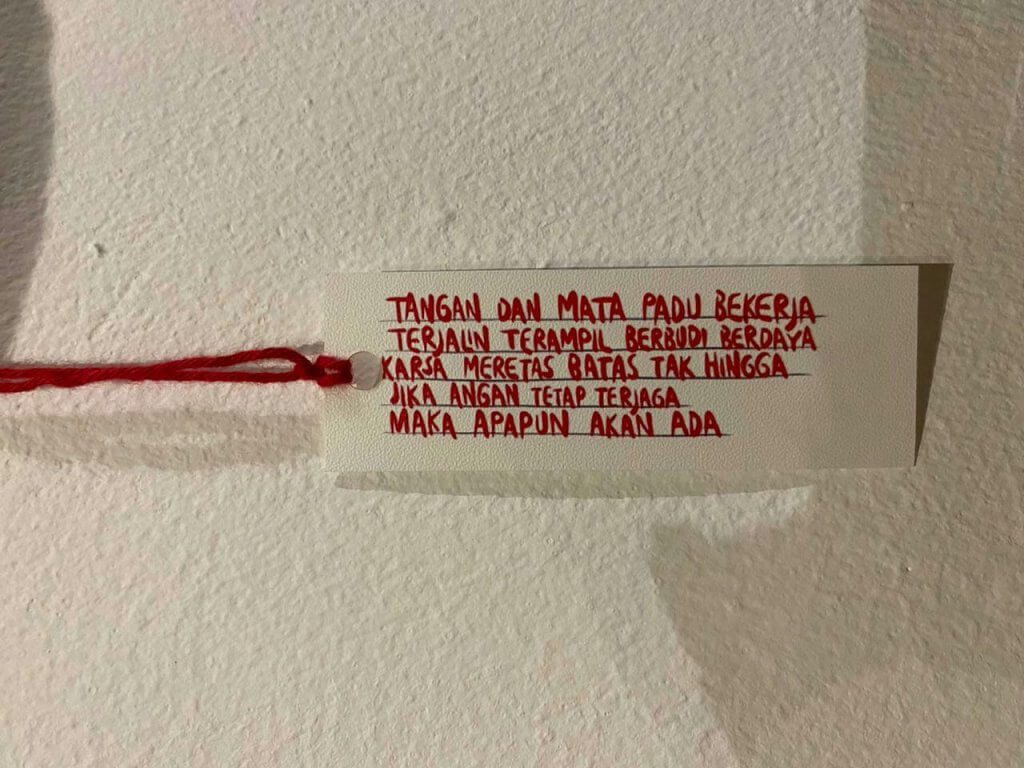 TANGAN DAN MATA PADU BEKERJA
TERJALIN TERAMPIL BERBUDI BERDAYA
KARSA MERETAS BATAS TAK HINGGA
JIKA ANGAN TETAP TERJAGA
MAKA APAPUN AKAN ADA